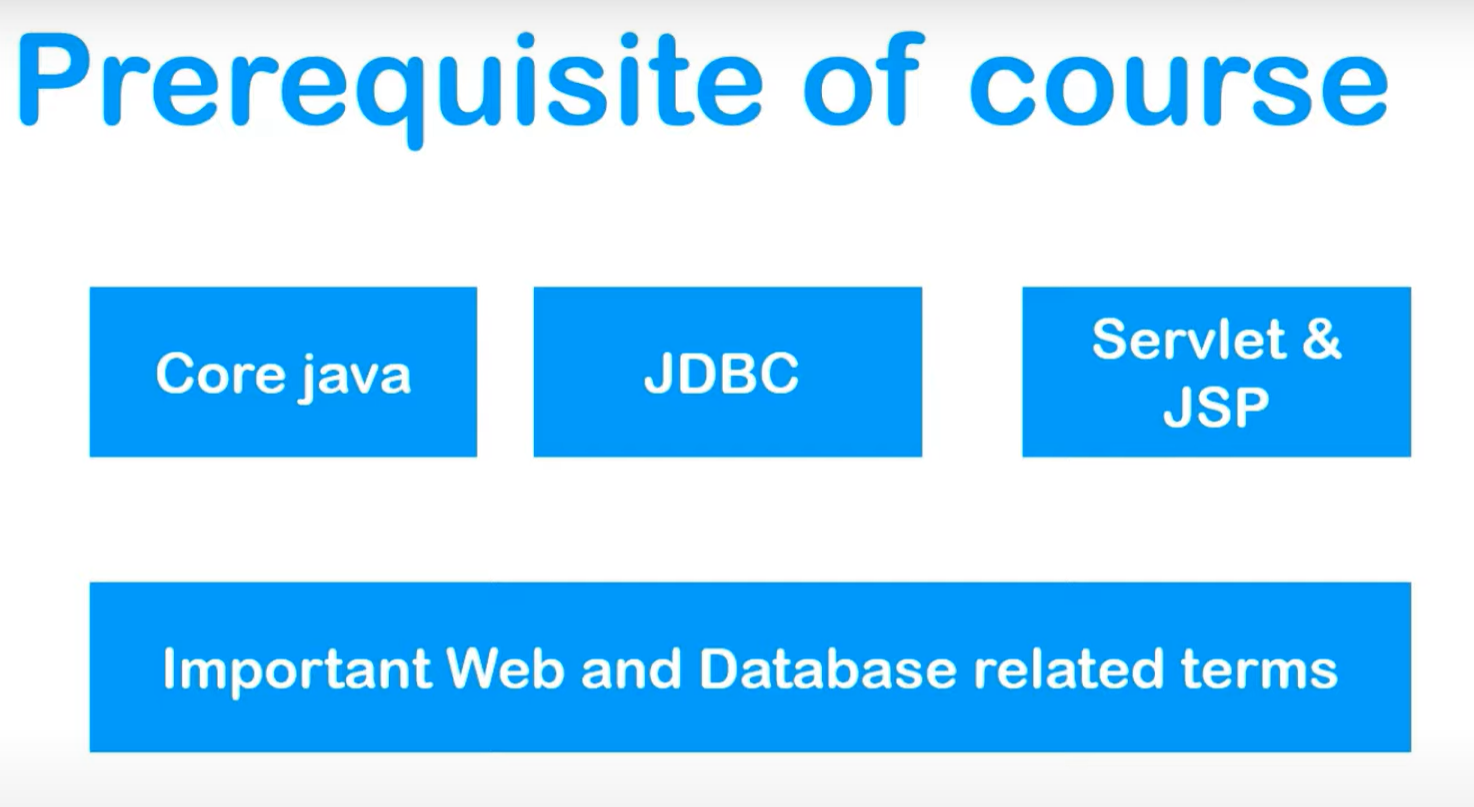 Prerequisite of course
Core java
JDBC
Servlet &
JSP
Important Web and Database related terms